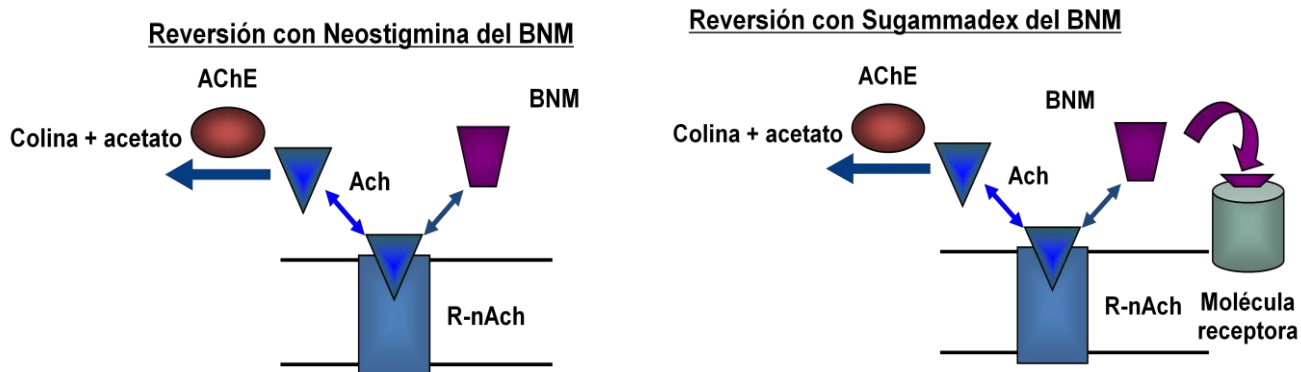 Reversión con Neostigmina del BNM
AChE
BNM
Colina + acetato
Ach
R-nAch
Reversión con Sugammadex del BNM
AChE
BNM
Colina + acetato
Ach
R-nAch
Molécula
receptora